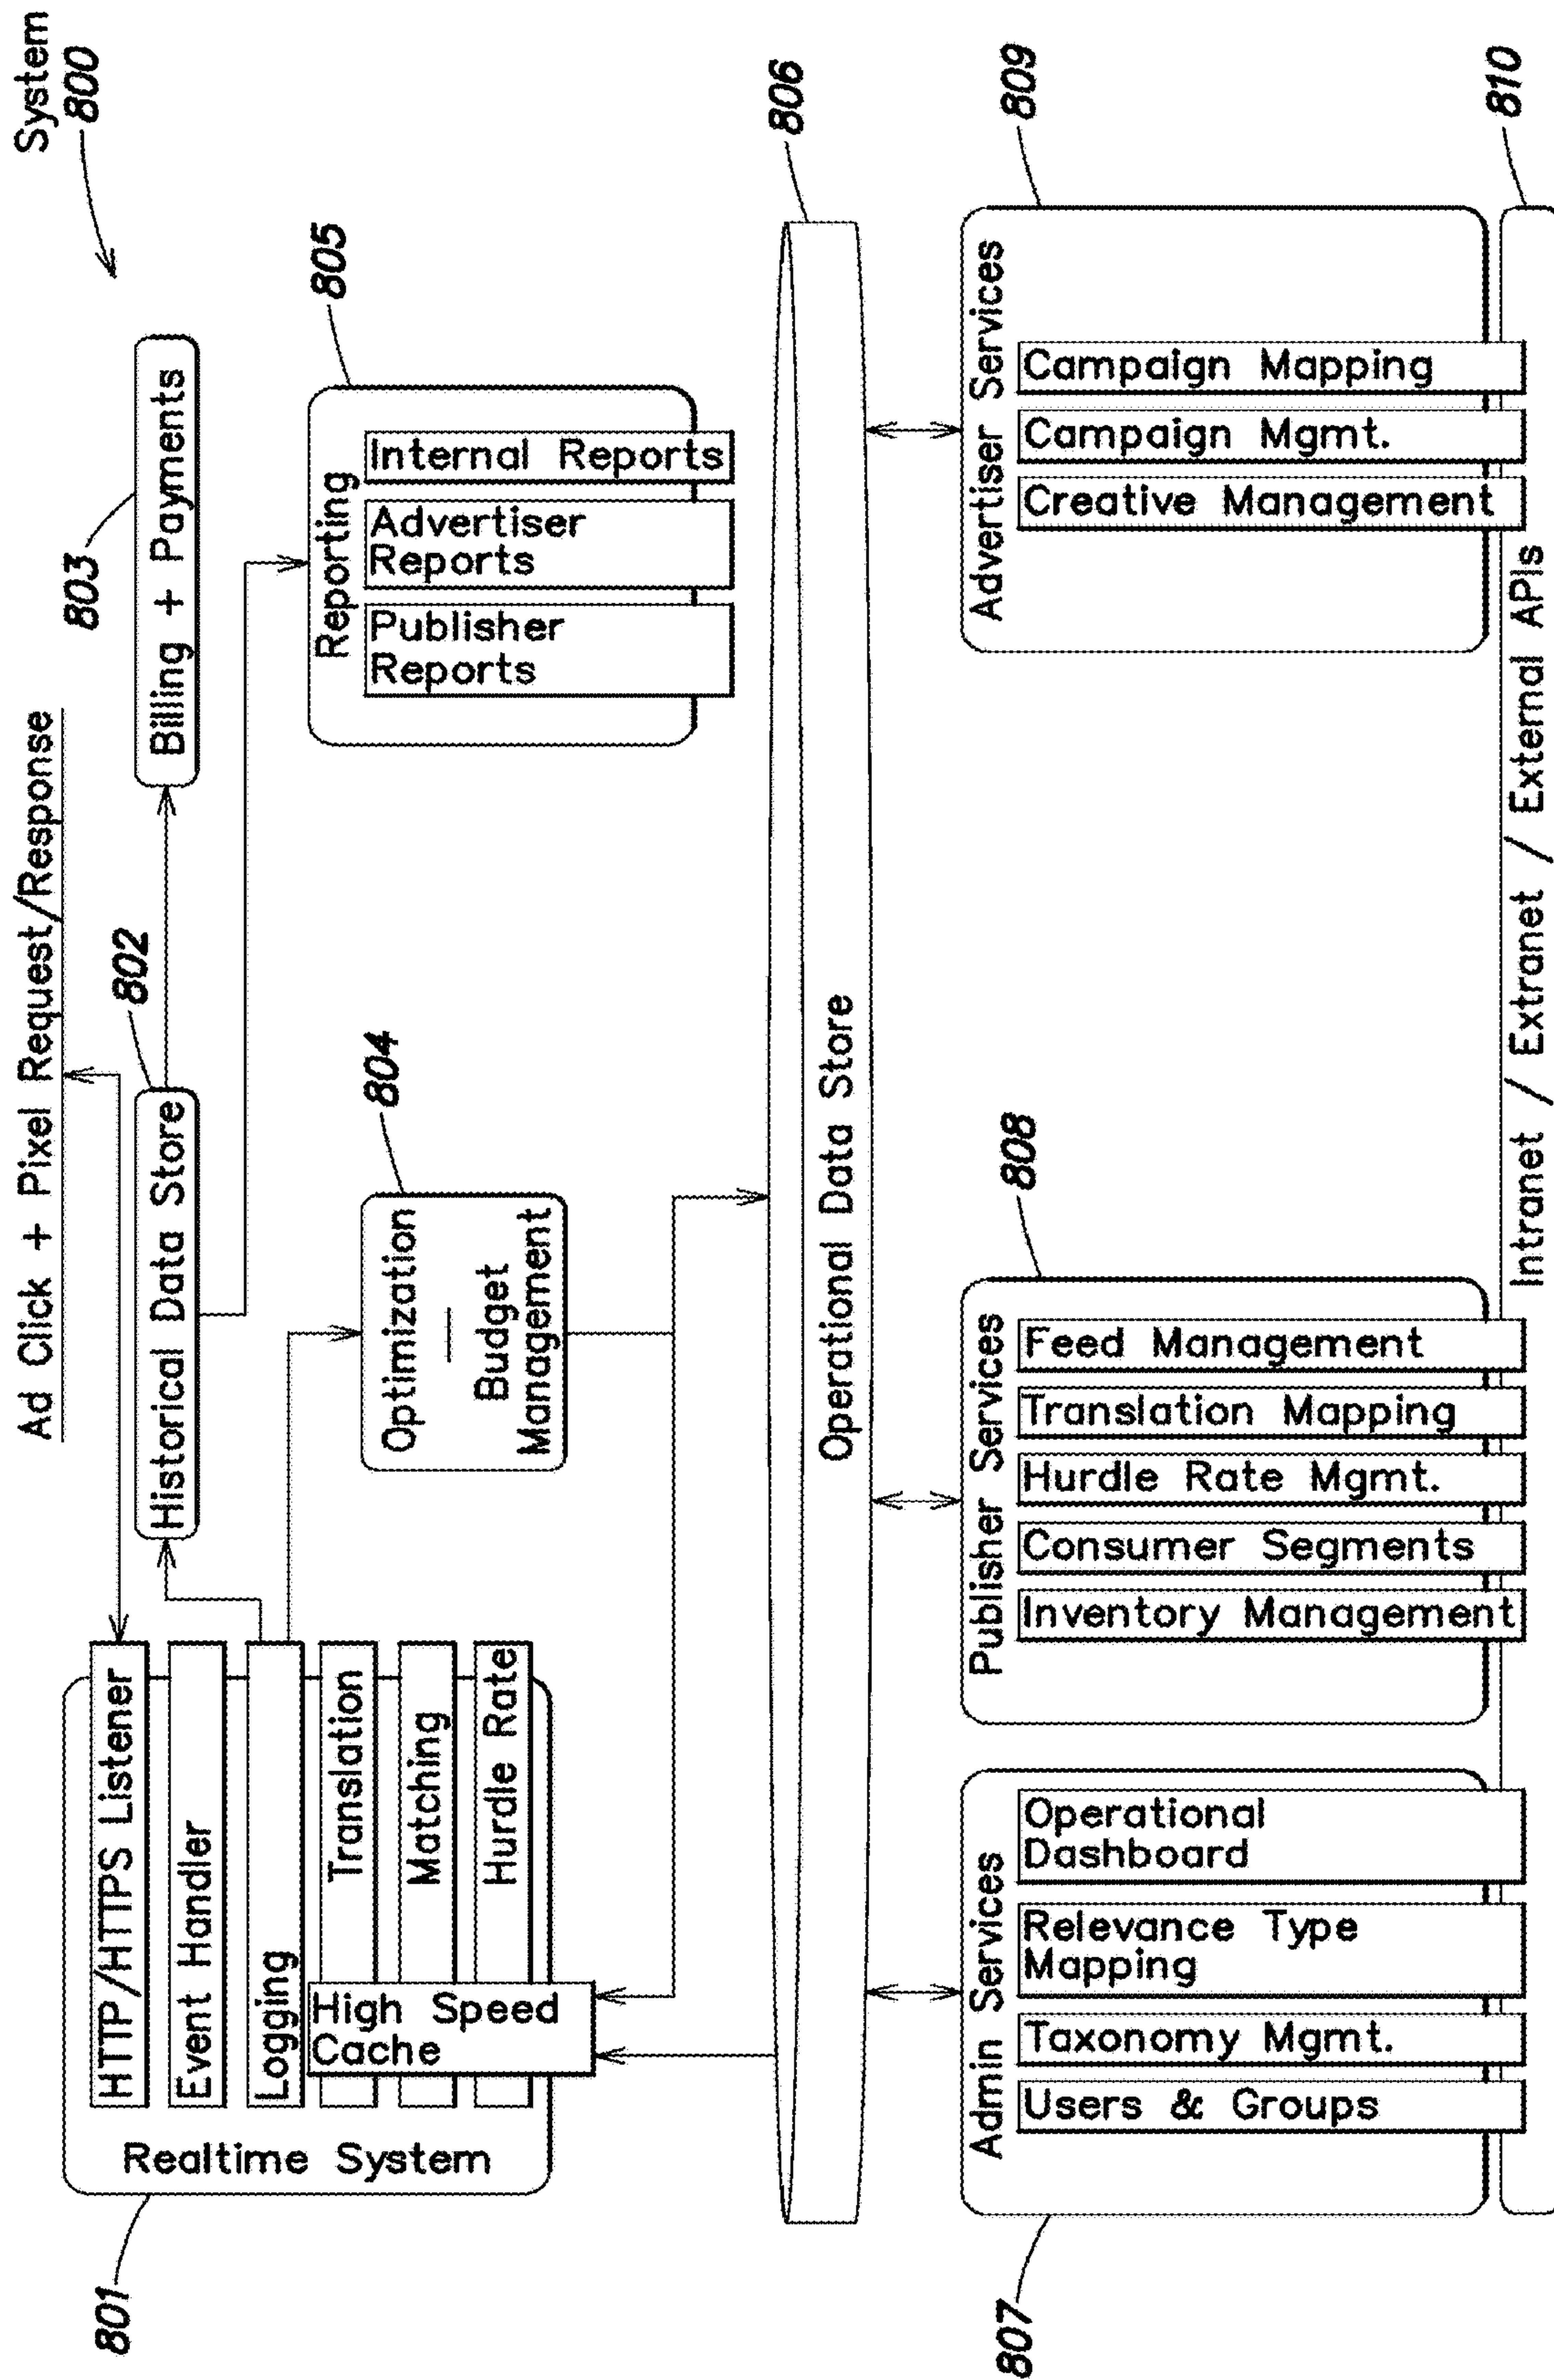 System
800
Ad Click + Pixel Request/Response
801
Realtime System
HTTP/HTTPS Listener
Event Handler
Logging
Translation
Matching
Hurdle Rate
High Speed
Cache
802
Historical Data Store
803
Billing + Payments
804
Optimization
—
Budget
Management
805
Reporting
Publisher
Reports
Advertiser
Reports
Internal Reports
806
Operational Data Store
807
Admin Services
Users & Groups
Taxonomy Mgmt.
Relevance Type
Mapping
Operational
Dashboard
808
Publisher Services
Inventory Management
Consumer Segments
Hurdle Rate Mgmt.
Translation Mapping
Feed Management
809
Advertiser Services
Creative Management
Campaign Mgmt.
Campaign Mapping
810
Intranet / Extranet / External APIs